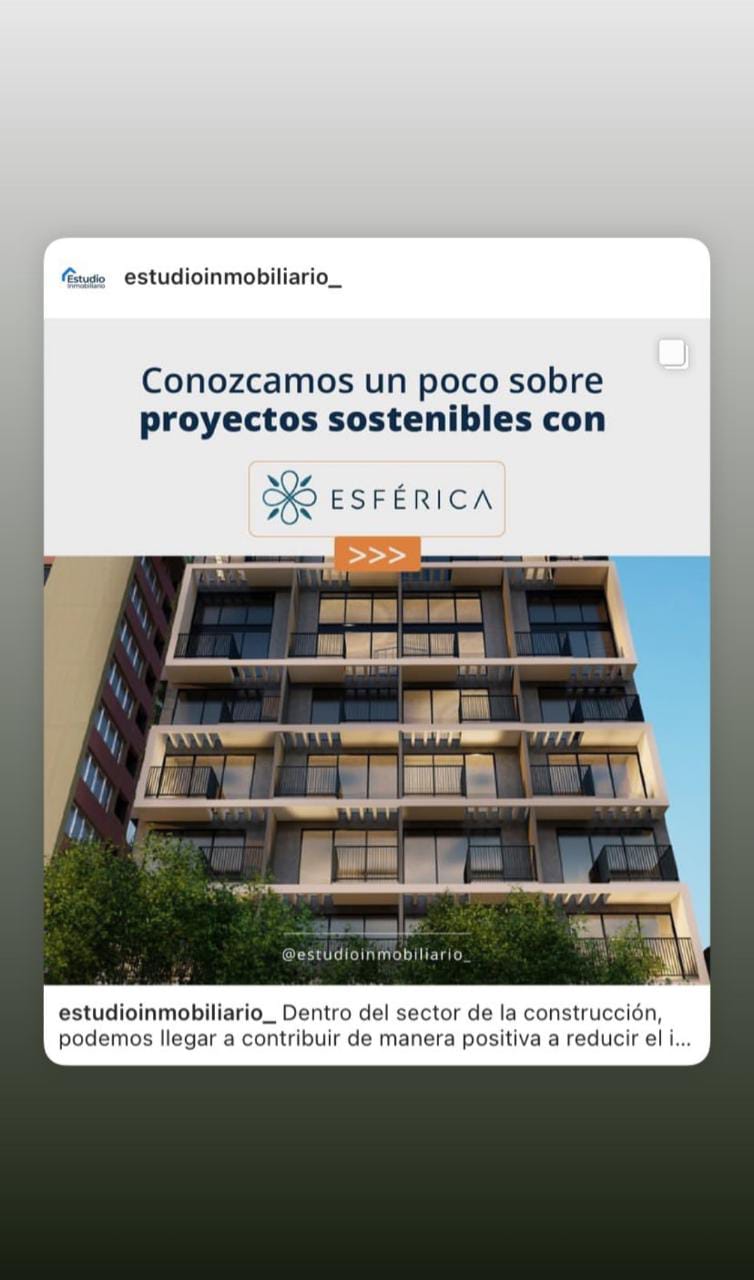 Estudio
Inmobiliario
estudioinmobiliario_
Conozcamos un poco sobre
proyectos sostenibles con
ESFÉRICA
>>>
@estudioinmobiliario_
estudioinmobiliario_ Dentro del sector de la construcción,
podemos llegar a contribuir de manera positiva a reducir el i...